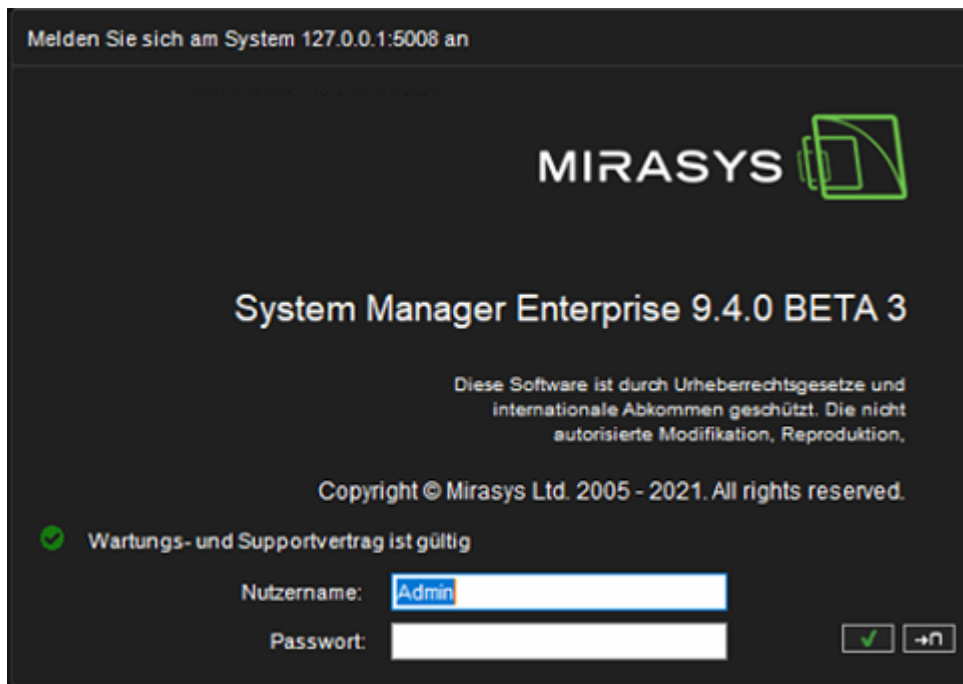 Melden Sie sich am System 127.0.0.1:5008 an
MIRASYS
System Manager Enterprise 9.4.0 BETA 3
Diese Software ist durch Urheberrechtsgesetze und
internationale Abkommen geschützt. Die nicht
autorisierte Modifikation, Reproduktion,
Copyright © Mirasys Ltd. 2005 - 2021. All rights reserved.
Wartungs- und Supportvertrag ist gültig
Nutzername: Admin
Passwort: